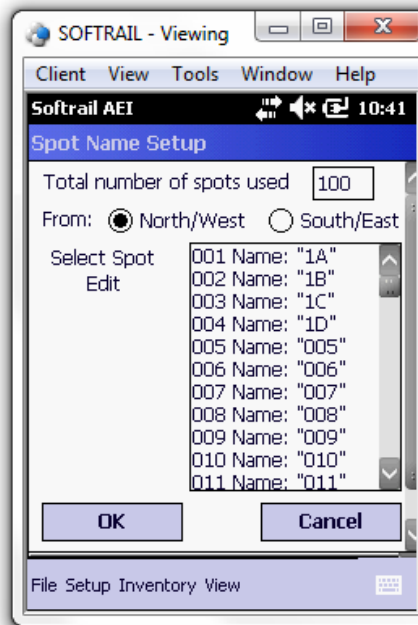 SOFTRAIL - Viewing
Client View Tools Window Help
Softrail AEI 10:41
Spot Name Setup
Total number of spots used 100
From: North/West South/East
Select Spot
Edit
001 Name: "1A"
002 Name: "1B"
003 Name: "1C"
004 Name: "1D"
005 Name: "005"
006 Name: "006"
007 Name: "007"
008 Name: "008"
009 Name: "009"
010 Name: "010"
011 Name: "011"
OK Cancel
File Setup Inventory View